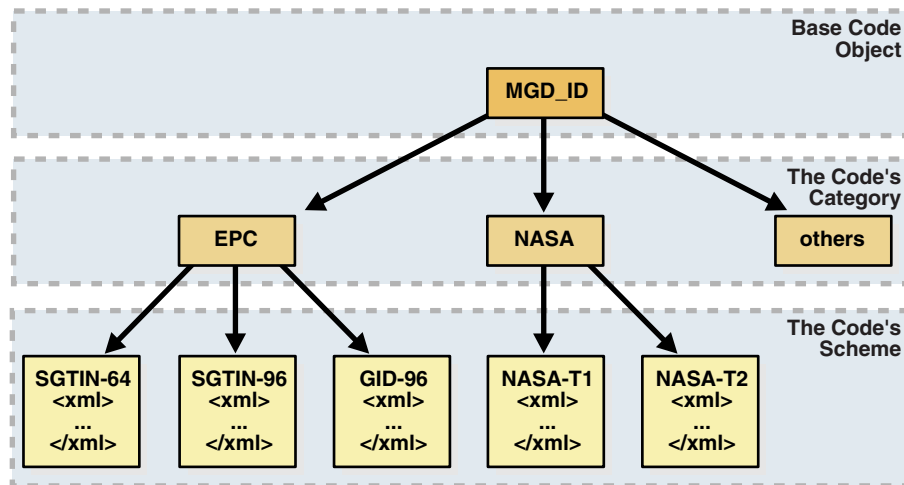 Base Code
Object
MGD_ID
The Code's
Category
EPC
NASA
others
The Code's
Scheme
SGTIN-64
<xml>
...
</xml>
SGTIN-96
<xml>
...
</xml>
GID-96
<xml>
...
</xml>
NASA-T1
<xml>
...
</xml>
NASA-T2
<xml>
...
</xml>